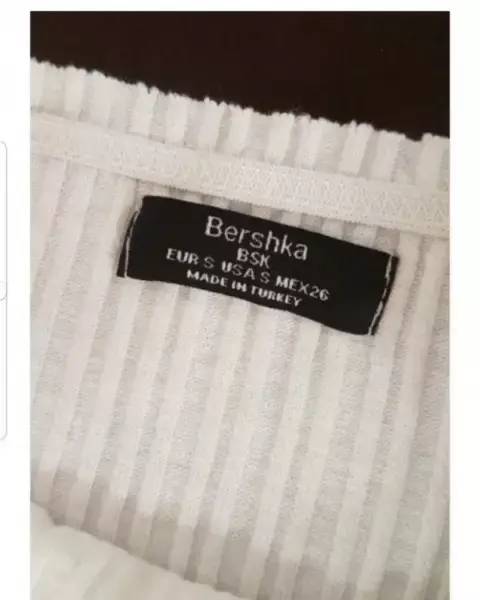 Bershka
BSK
EUR S USA S MEX26
MADE IN TURKEY